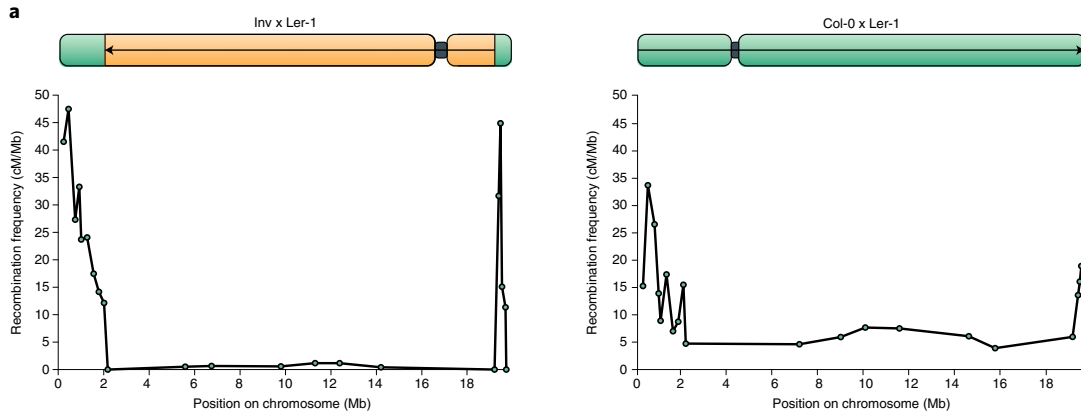 a
Inv x Ler-1
Col-0 x Ler-1
Recombination frequency (cM/Mb)
50
45
40
35
30
25
20
15
10
5
0
0 2 4 6 8 10 12 14 16 18
Position on chromosome (Mb)
Recombination frequency (cM/Mb)
50
45
40
35
30
25
20
15
10
5
0
0 2 4 6 8 10 12 14 16 18
Position on chromosome (Mb)